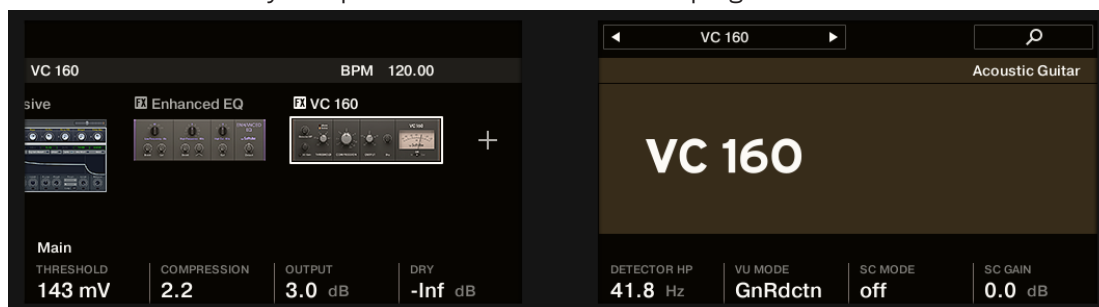 VC 160 BPM 120.00
sive Enhanced EQ VC 160
Main
THRESHOLD COMPRESSION OUTPUT DRY
143 mV 2.2 3.0 dB -Inf dB
VC 160
Acoustic Guitar
VC 160
DETECTOR HP VU MODE SC MODE SC GAIN
41.8 Hz GnRdctn off 0.0 dB